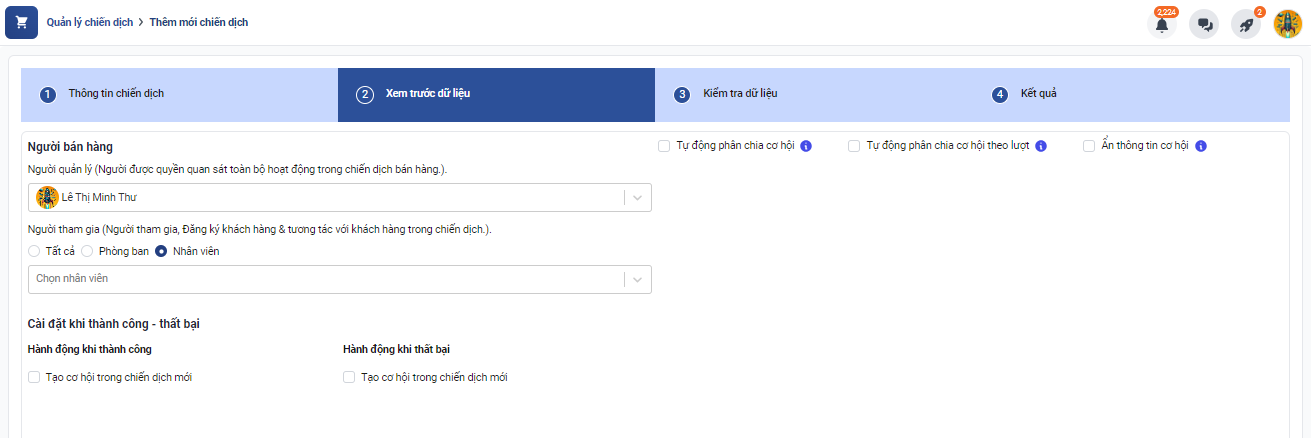 Quản lý chiến dịch > Thêm mới chiến dịch
2,224
2
1 Thông tin chiến dịch
2 Xem trước dữ liệu
3 Kiểm tra dữ liệu
4 Kết quả
Người bán hàng
Tự động phân chia cơ hội
Tự động phân chia cơ hội theo lượt
Ẩn thông tin cơ hội
Người quản lý (Người được quyền quan sát toàn bộ hoạt động trong chiến dịch bán hàng.).
Lê Thị Minh Thư
Người tham gia (Người tham gia, Đăng ký khách hàng & tương tác với khách hàng trong chiến dịch.).
Tất cả Phòng ban Nhân viên
Chọn nhân viên
Cài đặt khi thành công - thất bại
Hành động khi thành công
Hành động khi thất bại
Tạo cơ hội trong chiến dịch mới
Tạo cơ hội trong chiến dịch mới